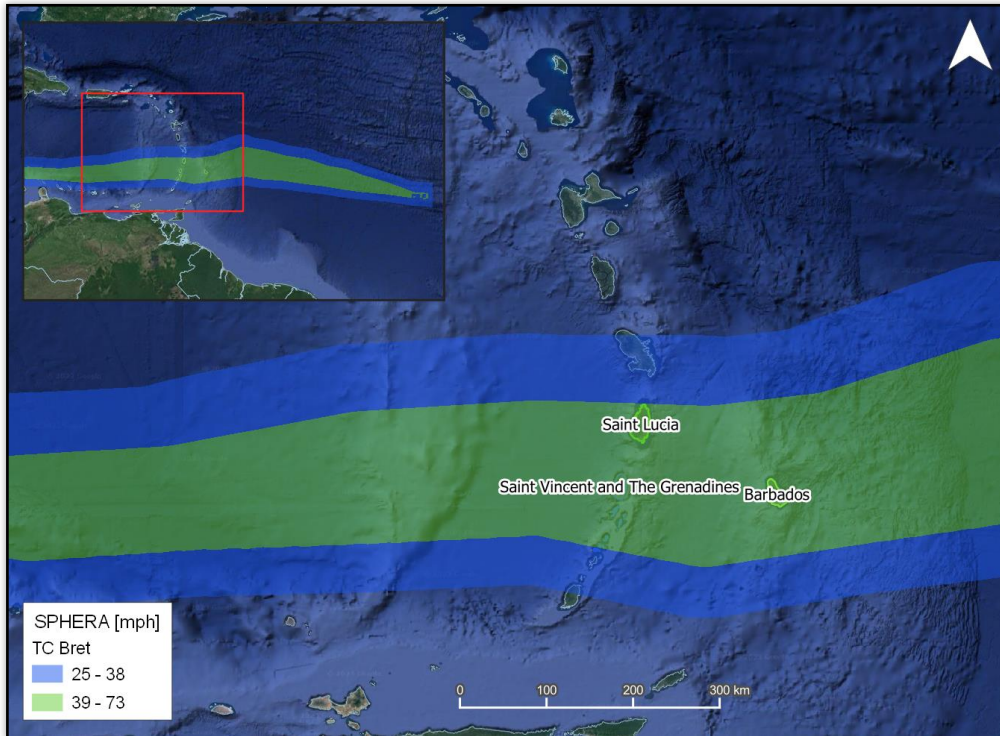 Saint Lucia
Saint Vincent and The Grenadines
Barbados
SPHERA [mph]
TC Bret
25 - 38
39 - 73
0 100 200 300 km